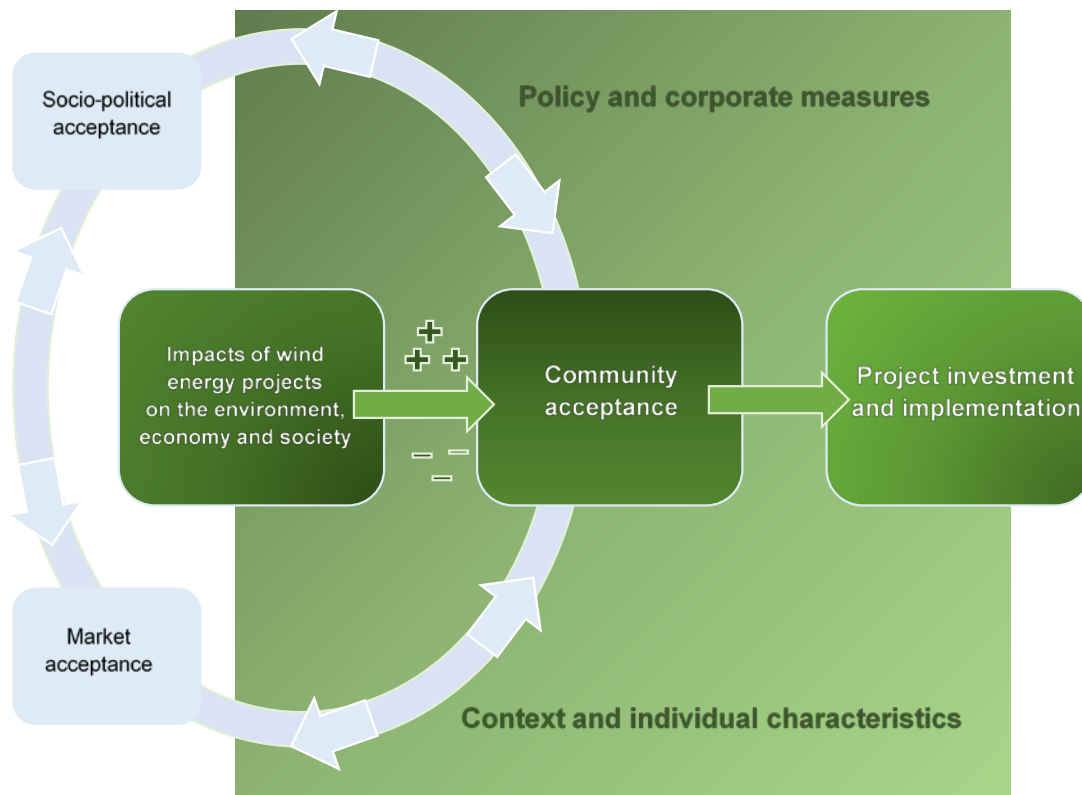 Socio-political
acceptance
Policy and corporate measures
Impacts of wind
energy projects
on the environment,
economy and society
+
+ +
Community
acceptance
Project investment
and implementation
– –
–
Market
acceptance
Context and individual characteristics